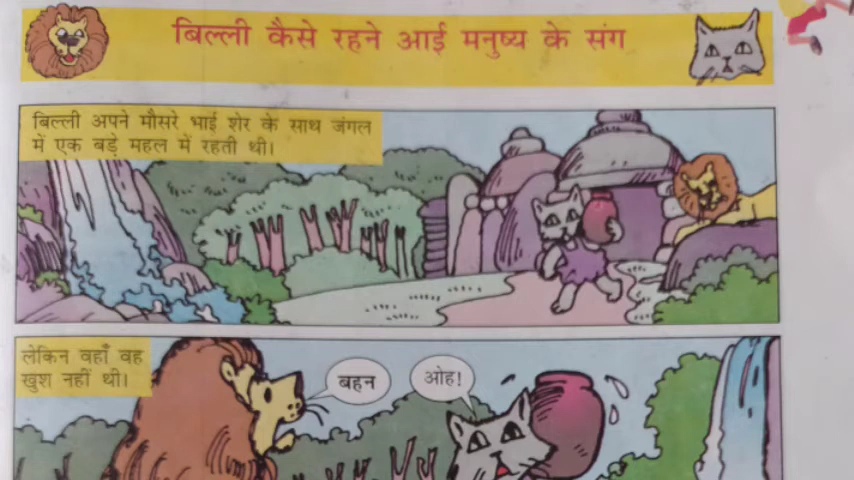 बिल्ली कैसे रहने आई मनुष्य के संग
बिल्ली अपने मौसरे भाई शेर के साथ जंगल
में एक बड़े महल में रहती थी।
लेकिन वहाँ वह
खुश नहीं थी।
बहन
ओह!